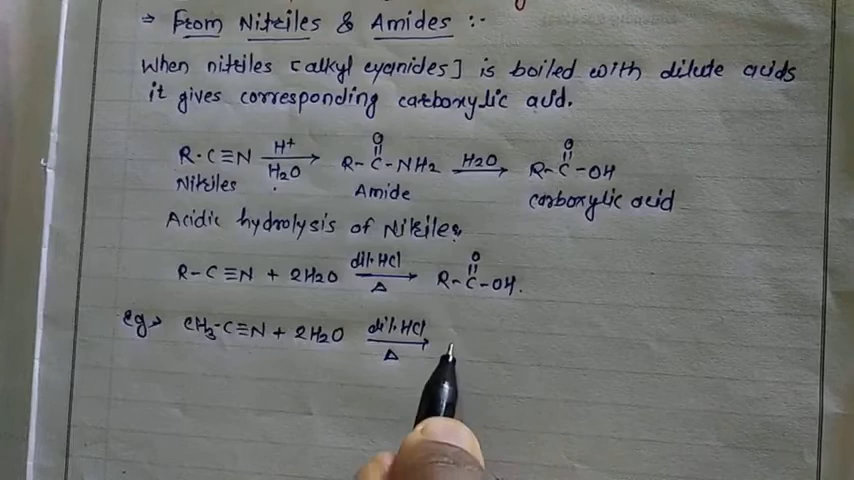 ⇒ From Nitriles & Amides :-
When nitriles [alkyl cyanides] is boiled with dilute acids
it gives corresponding carboxylic acid.
R-C≡N H+ H2O → R-C(=O)-NH2 H2O → R-C(=O)-OH
Nitriles Amide carboxylic acid
Acidic hydrolysis of Nitriles
R-C≡N + 2H2O dil·HCl Δ → R-C(=O)-OH.
eg→ CH3-C≡N + 2H2O dil·HCl Δ →